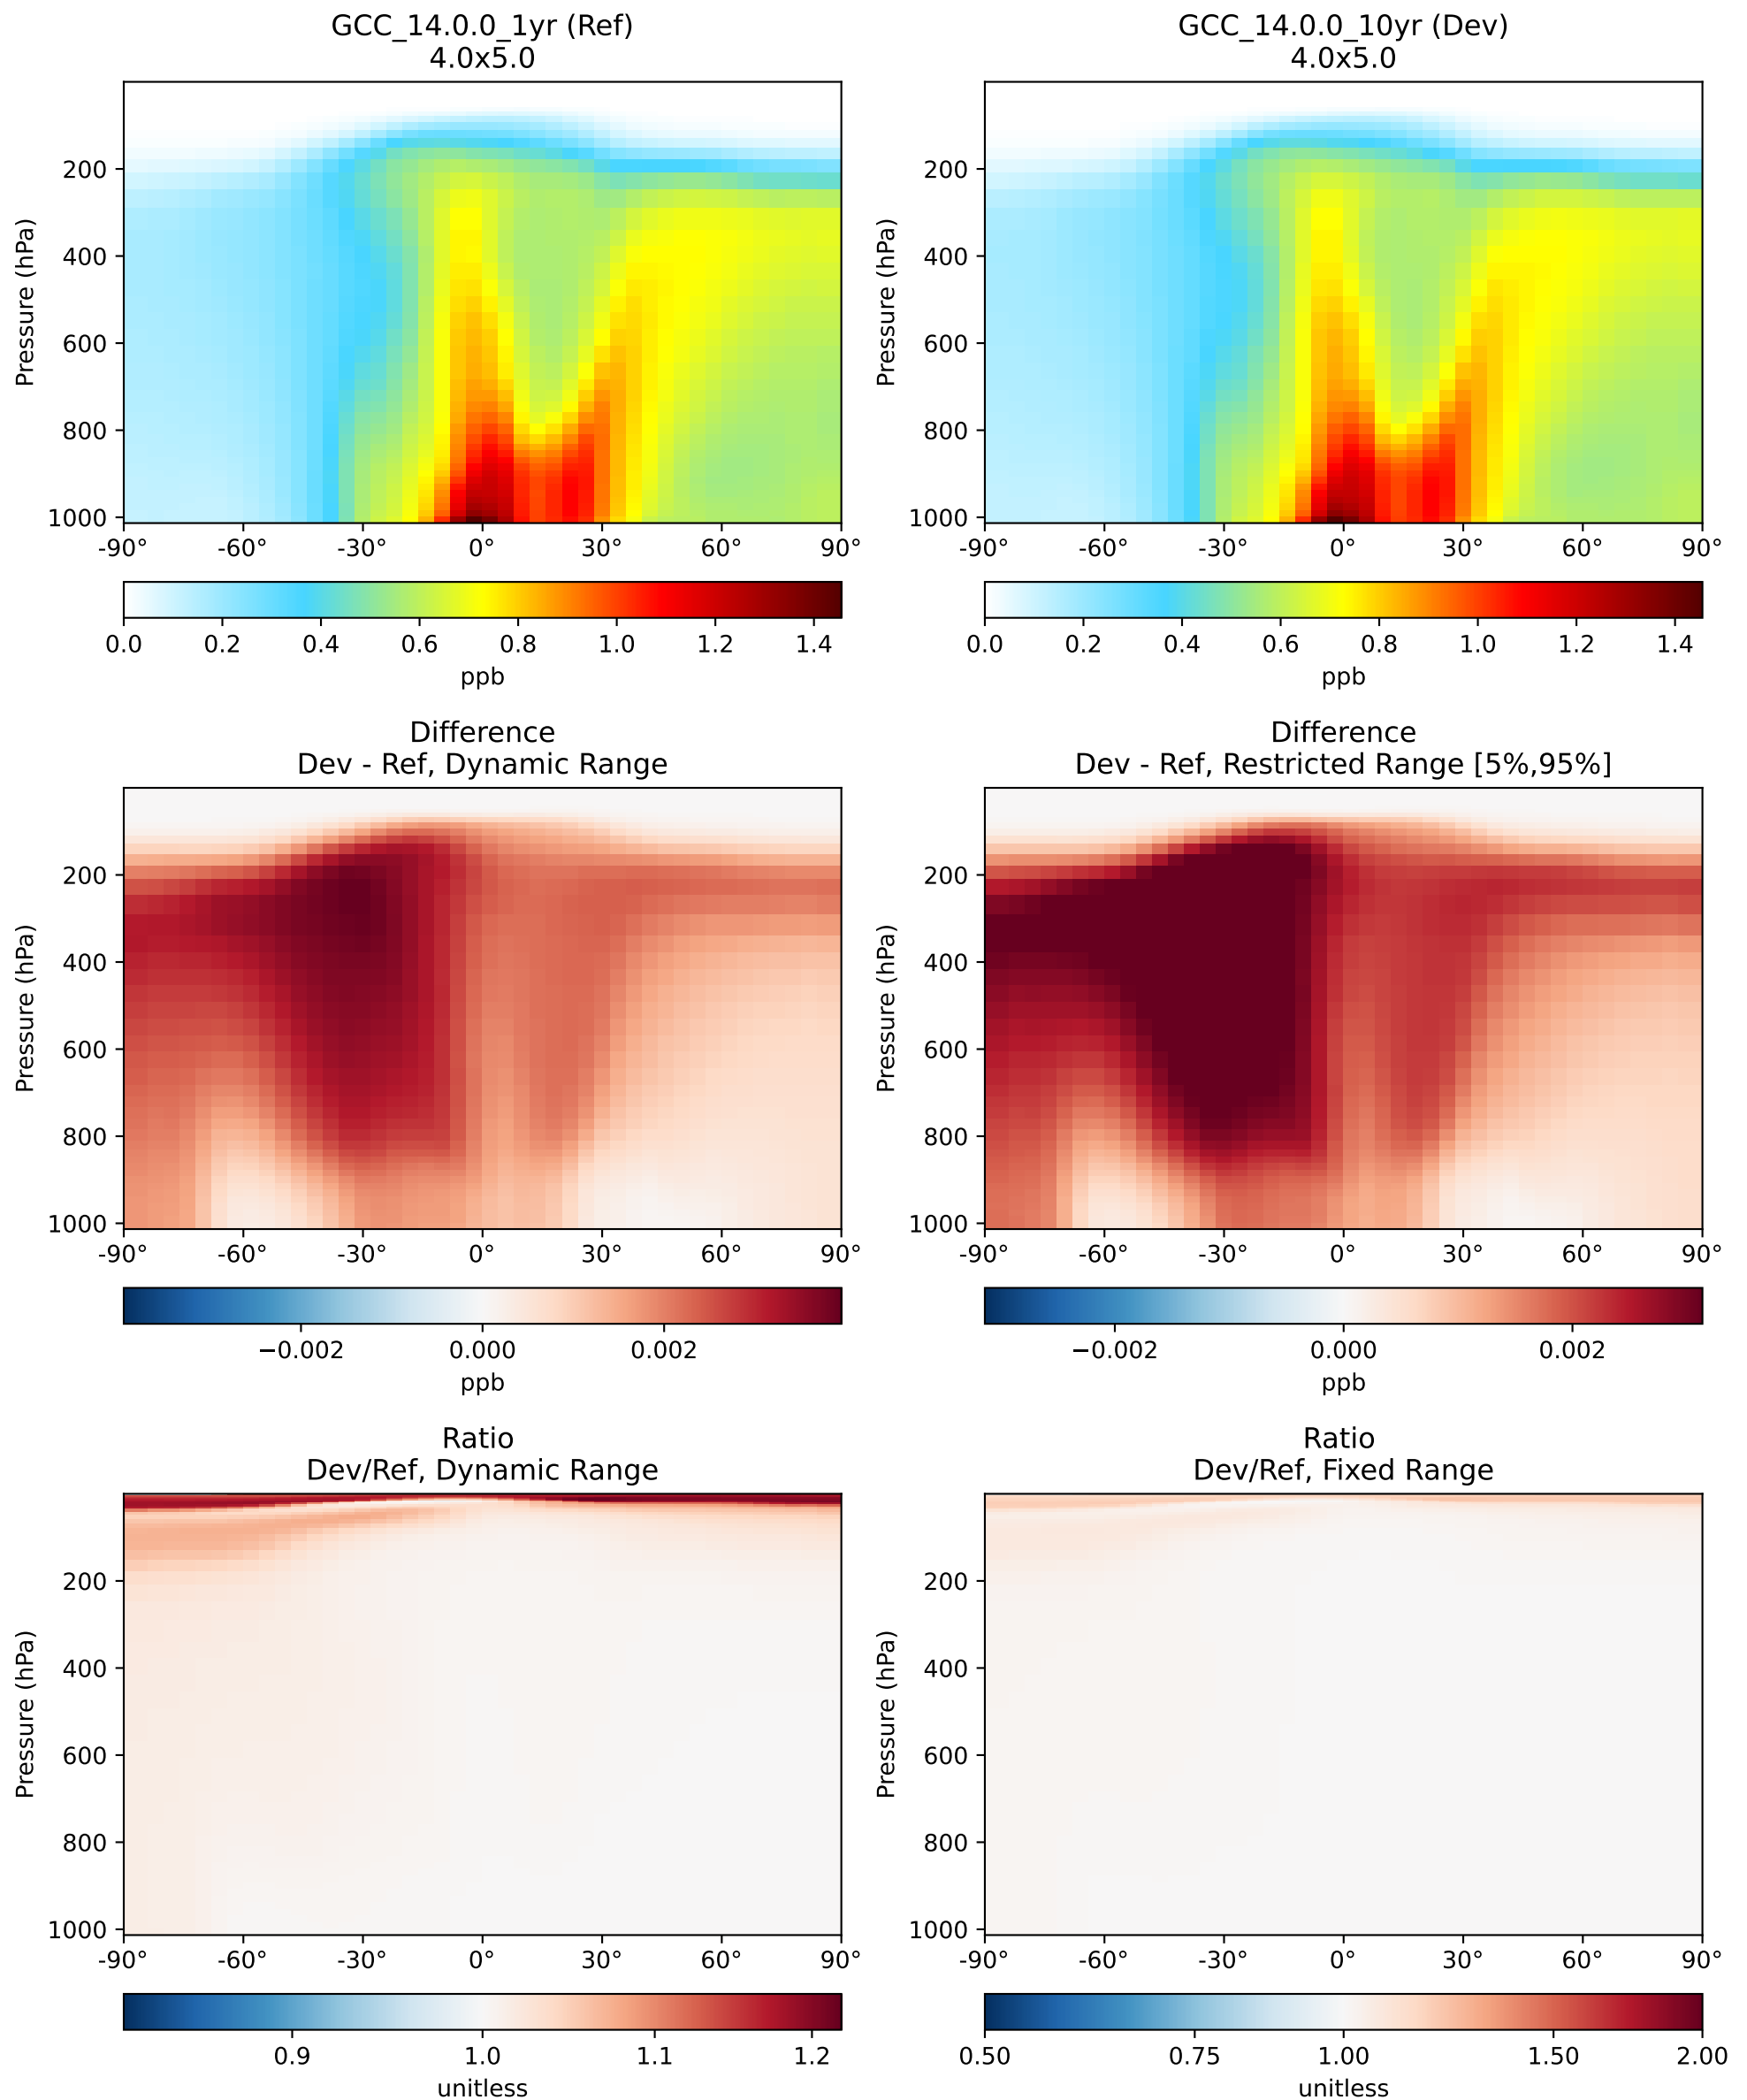 GCC_14.0.0_1yr (Ref)
4.0x5.0
Pressure (hPa)
200
400
600
800
1000
-90° -60° -30° 0° 30° 60° 90°
0.0 0.2 0.4 0.6 0.8 1.0 1.2 1.4
ppb
GCC_14.0.0_10yr (Dev)
4.0x5.0
Pressure (hPa)
200
400
600
800
1000
-90° -60° -30° 0° 30° 60° 90°
0.0 0.2 0.4 0.6 0.8 1.0 1.2 1.4
ppb
Difference
Dev - Ref, Dynamic Range
Pressure (hPa)
200
400
600
800
1000
-90° -60° -30° 0° 30° 60° 90°
−0.002 0.000 0.002
ppb
Difference
Dev - Ref, Restricted Range [5%,95%]
Pressure (hPa)
200
400
600
800
1000
-90° -60° -30° 0° 30° 60° 90°
−0.002 0.000 0.002
ppb
Ratio
Dev/Ref, Dynamic Range
Pressure (hPa)
200
400
600
800
1000
-90° -60° -30° 0° 30° 60° 90°
0.9 1.0 1.1 1.2
unitless
Ratio
Dev/Ref, Fixed Range
Pressure (hPa)
200
400
600
800
1000
-90° -60° -30° 0° 30° 60° 90°
0.50 0.75 1.00 1.50 2.00
unitless